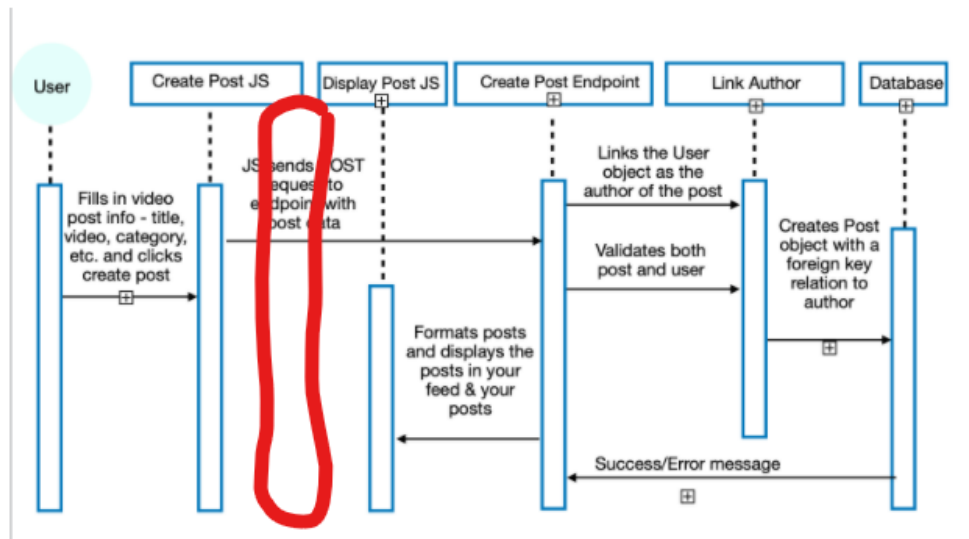 User
Create Post JS
Display Post JS
Create Post Endpoint
Link Author
Database
Fills in video
post info - title,
video, category,
etc. and clicks
create post
JS sends POST
request to
endpoint with
post data
Links the User
object as the
author of the post
Validates both
post and user
Creates Post
object with a
foreign key
relation to
author
Formats posts
and displays the
posts in your
feed & your
posts
Success/Error message